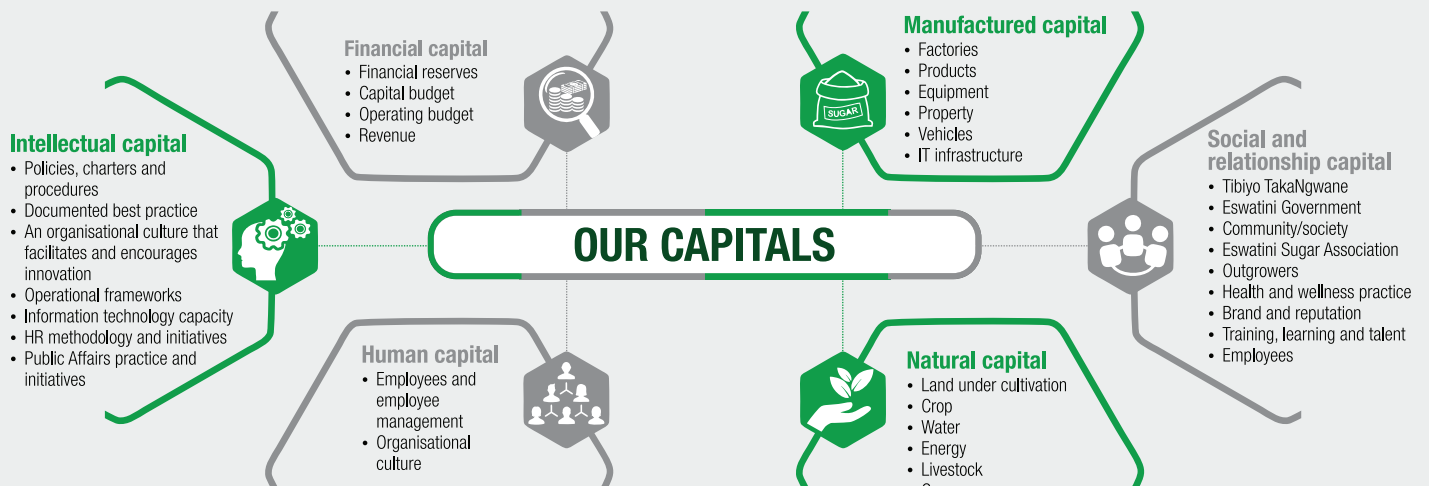 Financial capital
• Financial reserves
• Capital budget
• Operating budget
• Revenue
Manufactured capital
• Factories
• Products
• Equipment
• Property
• Vehicles
• IT infrastructure
SUGAR
Intellectual capital
• Policies, charters and
procedures
• Documented best practice
• An organisational culture that
facilitates and encourages
innovation
• Operational frameworks
• Information technology capacity
• HR methodology and initiatives
• Public Affairs practice and
initiatives
OUR CAPITALS
Social and
relationship capital
• Tibiyo TakaNgwane
• Eswatini Government
• Community/society
• Eswatini Sugar Association
• Outgrowers
• Health and wellness practice
• Brand and reputation
• Training, learning and talent
• Employees
Human capital
• Employees and
employee
management
• Organisational
culture
Natural capital
• Land under cultivation
• Crop
• Water
• Energy
• Livestock